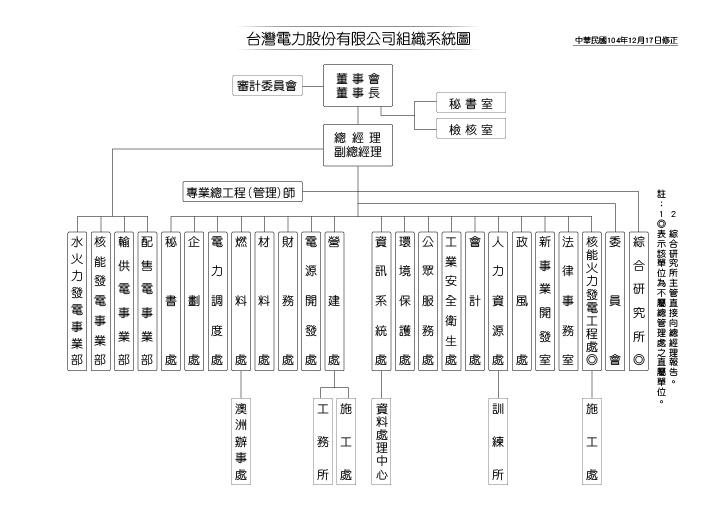 台灣電力股份有限公司組織系統圖
中華民國104年12月17日修正
董事會
董事長
審計委員會
秘書室
檢核室
總經理
副總經理
專業總工程(管理)師
水火力發電事業部
核能發電事業部
輸供電事業部
配售電事業部
秘書處
企劃處
電力調度處
燃料處
材料處
財務處
電源開發處
營建處
資訊系統處
環境保護處
公眾服務處
工業安全衛生處
會計處
人力資源處
政風處
新事業開發室
法律事務室
核能火力發電工程處◎
委員會
綜合研究所◎
澳洲辦事處
工務所
施工處
資料處理中心
訓練所
施工處
註：1◎表示該單位為不屬總管理處之直屬單位。
2 綜合研究所主管直接向總經理報告。